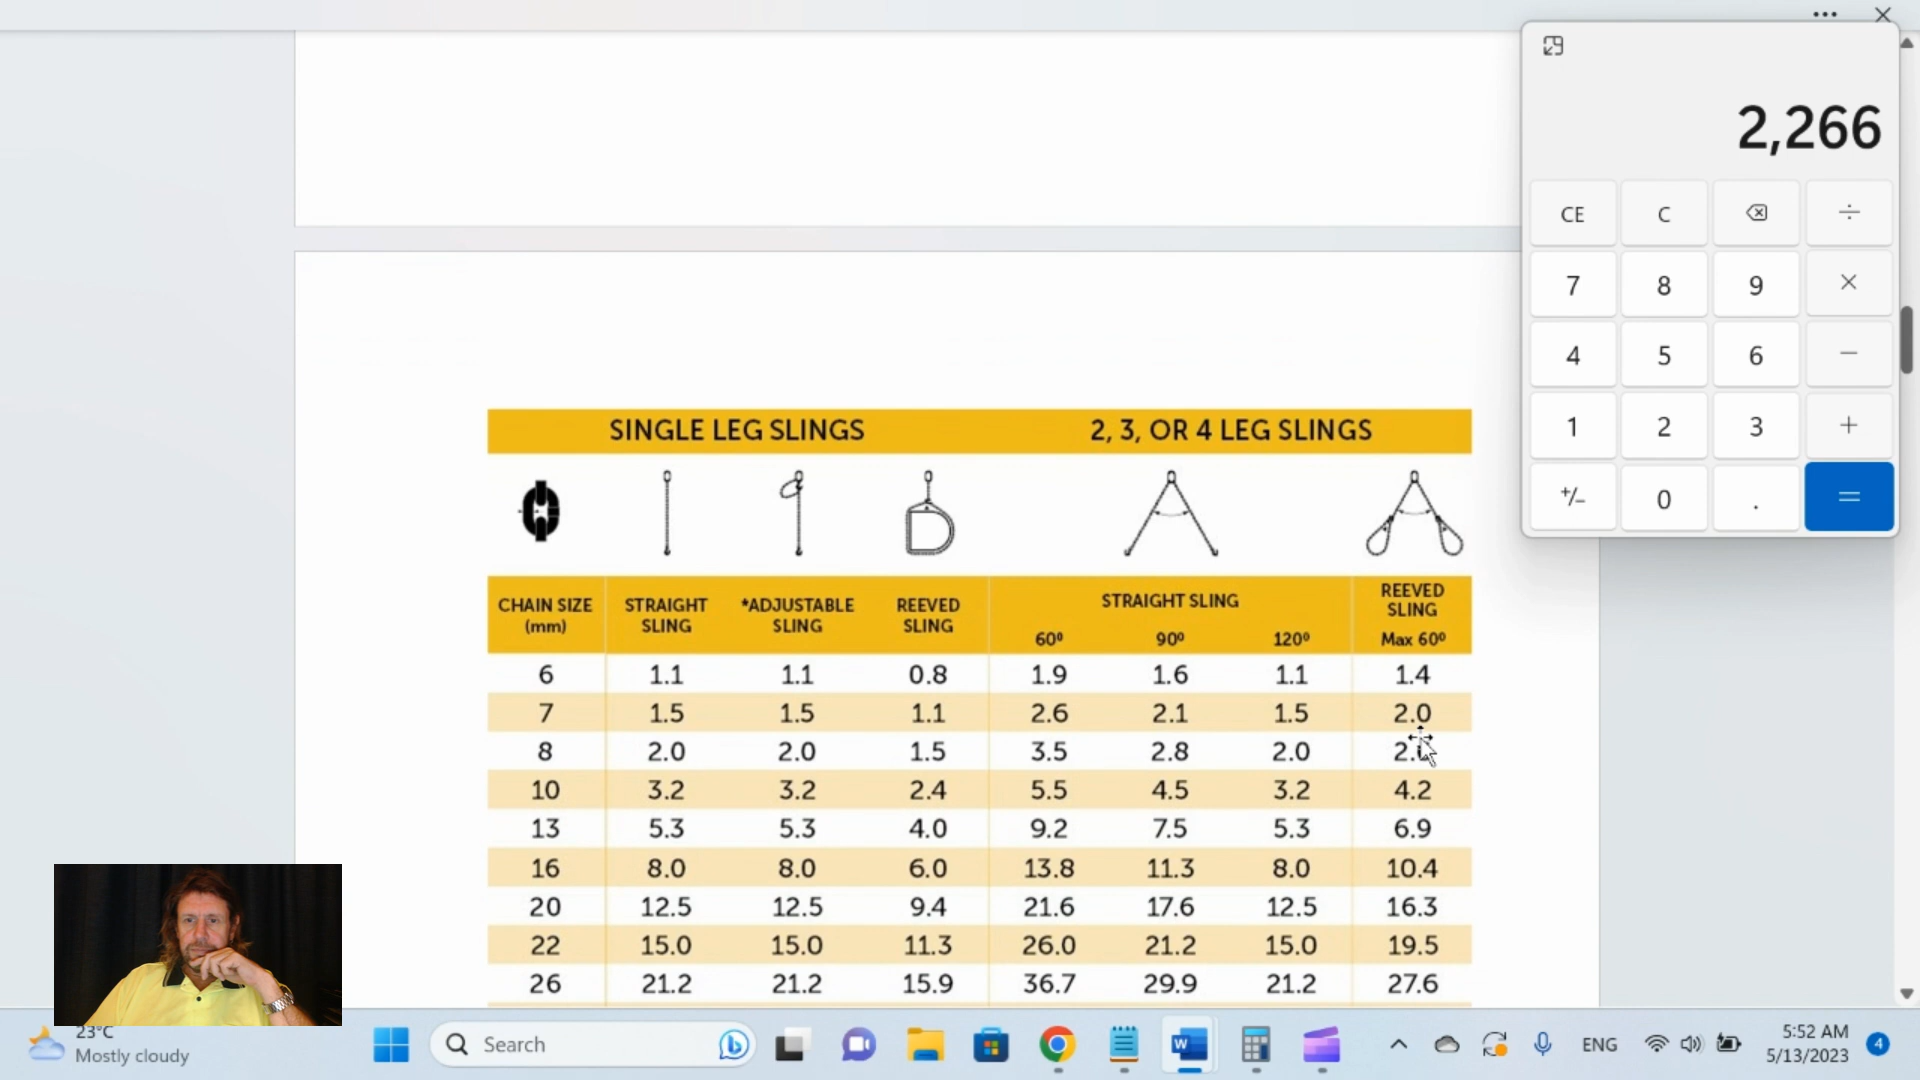 2,266
CE C ÷
7 8 9 ×
4 5 6 −
1 2 3 +
+/− 0 . =
SINGLE LEG SLINGS 2, 3, OR 4 LEG SLINGS
CHAIN SIZE (mm) STRAIGHT SLING *ADJUSTABLE SLING REEVED SLING STRAIGHT SLING REEVED SLING
60º 90º 120º Max 60º
6 1.1 1.1 0.8 1.9 1.6 1.1 1.4
7 1.5 1.5 1.1 2.6 2.1 1.5 2.0
8 2.0 2.0 1.5 3.5 2.8 2.0
10 3.2 3.2 2.4 5.5 4.5 3.2 4.2
13 5.3 5.3 4.0 9.2 7.5 5.3 6.9
16 8.0 8.0 6.0 13.8 11.3 8.0 10.4
20 12.5 12.5 9.4 21.6 17.6 12.5 16.3
22 15.0 15.0 11.3 26.0 21.2 15.0 19.5
26 21.2 21.2 15.9 36.7 29.9 21.2 27.6
23°C
Mostly cloudy
Search
W
ENG
5:52 AM
5/13/2023
4